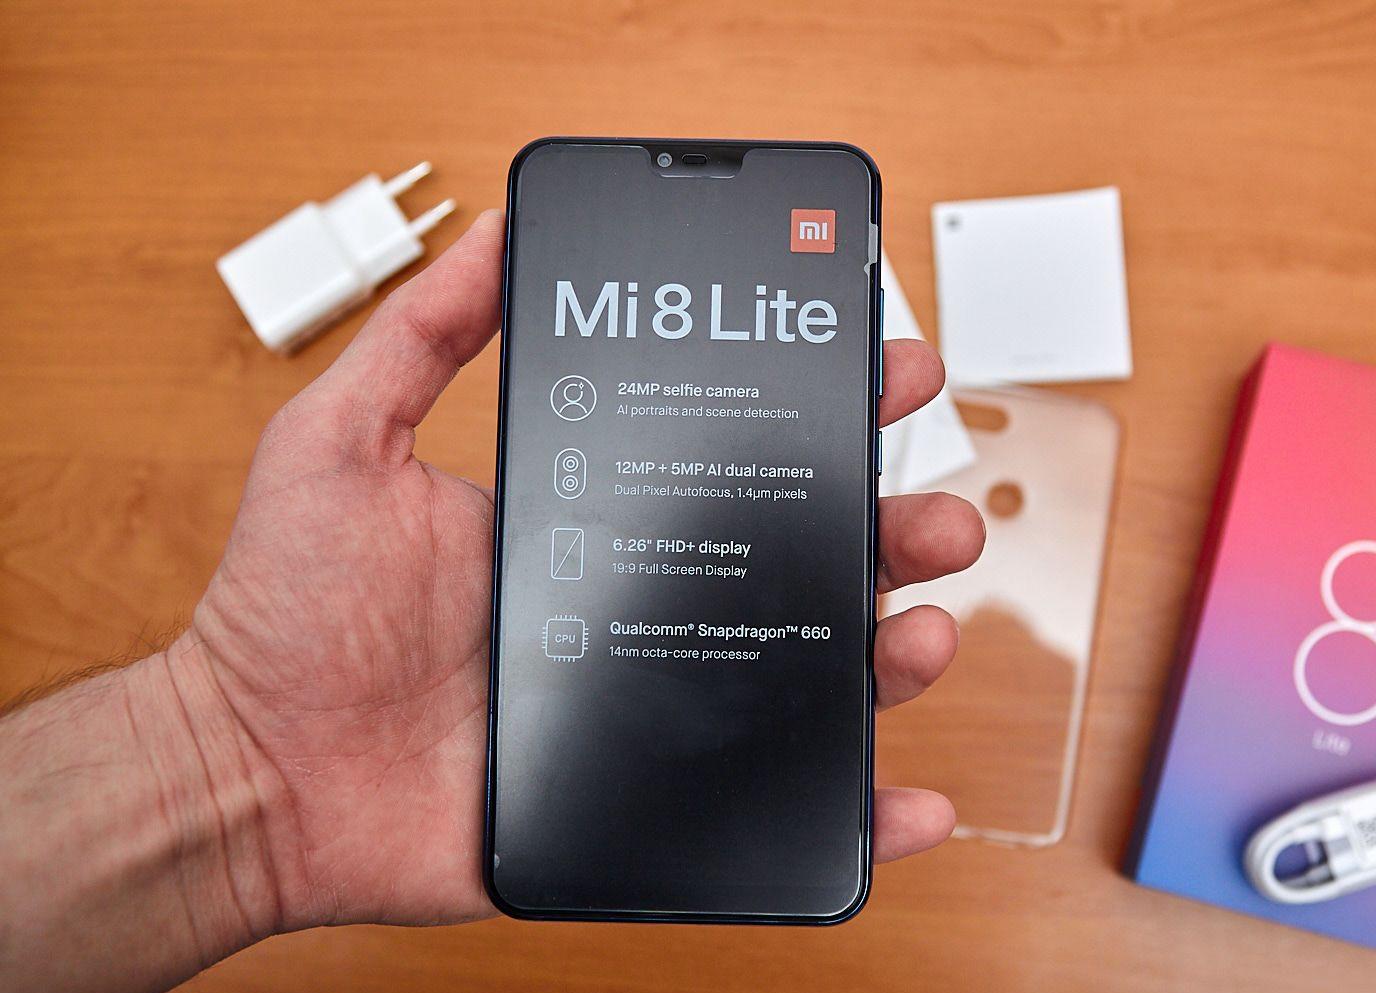 mi
Mi 8 Lite
24MP selfie camera
AI portraits and scene detection
12MP + 5MP AI dual camera
Dual Pixel Autofocus, 1.4μm pixels
6.26" FHD+ display
19:9 Full Screen Display
CPU
Qualcomm® Snapdragon™ 660
14nm octa-core processor
8
Lite